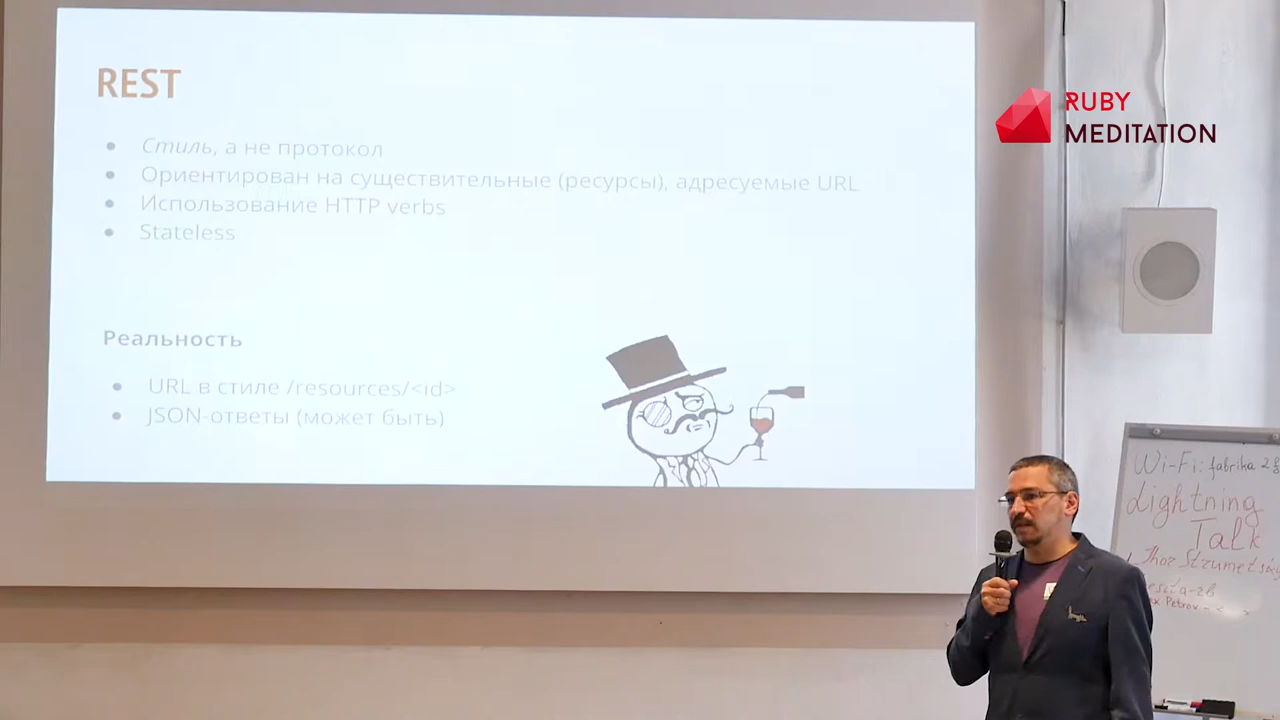 REST
Стиль, а не протокол
Ориентирован на существительные (ресурсы), адресуемые URL
Использование HTTP verbs
Stateless
Реальность
URL в стиле /resources/<id>
JSON-ответы (может быть)
RUBY
MEDITATION
Wi-Fi: fabrika
Lightning
Talk
Petrov